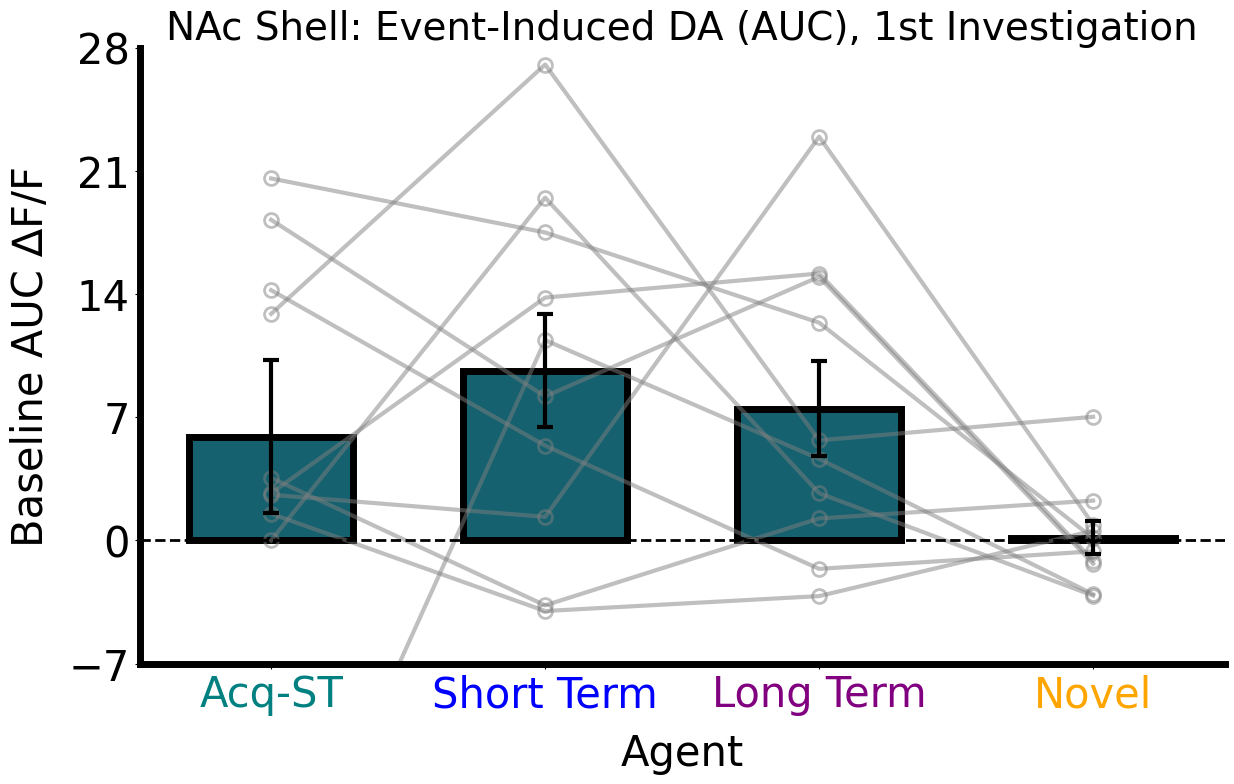 NAc Shell: Event-Induced DA (AUC), 1st Investigation
Baseline AUC ΔF/F
28
21
14
7
0
−7
Acq-ST
Short Term
Long Term
Novel
Agent